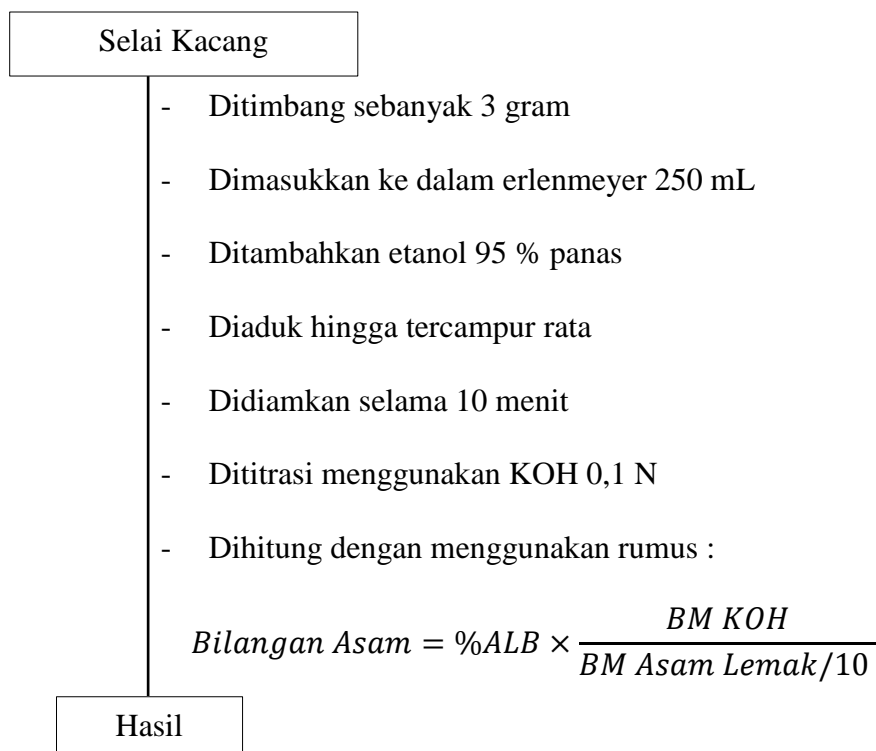 Selai Kacang
- Ditimbang sebanyak 3 gram
- Dimasukkan ke dalam erlenmeyer 250 mL
- Ditambahkan etanol 95 % panas
- Diaduk hingga tercampur rata
- Didiamkan selama 10 menit
- Dititrasi menggunakan KOH 0,1 N
- Dihitung dengan menggunakan rumus :
Bilangan Asam = %ALB × BM KOH / BM Asam Lemak/10
Hasil